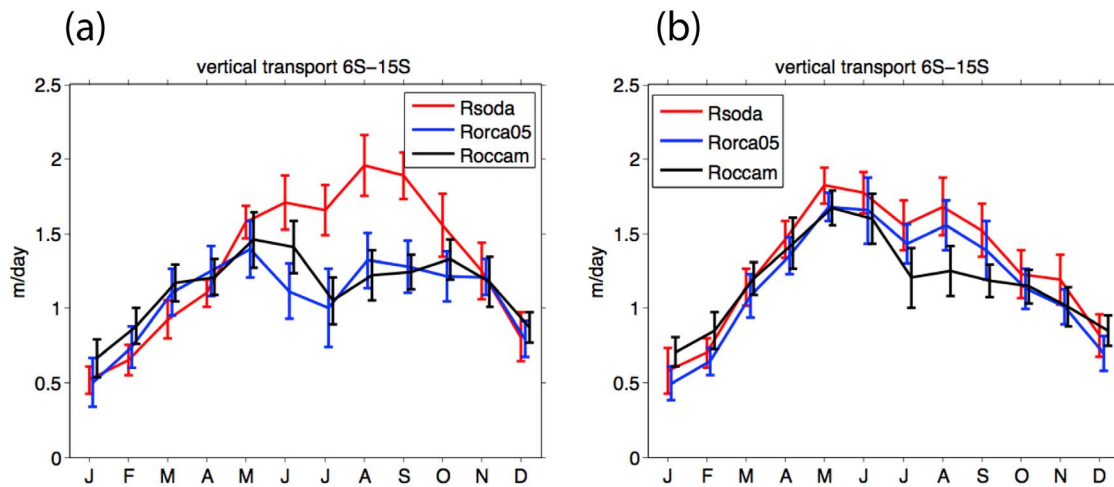 (a)
vertical transport 6S–15S
2.5
2
1.5
1
0.5
0
m/day
Rsoda
Rorca05
Roccam
J F M A M J J A S O N D
(b)
vertical transport 6S–15S
2.5
2
1.5
1
0.5
0
m/day
Rsoda
Rorca05
Roccam
J F M A M J J A S O N D